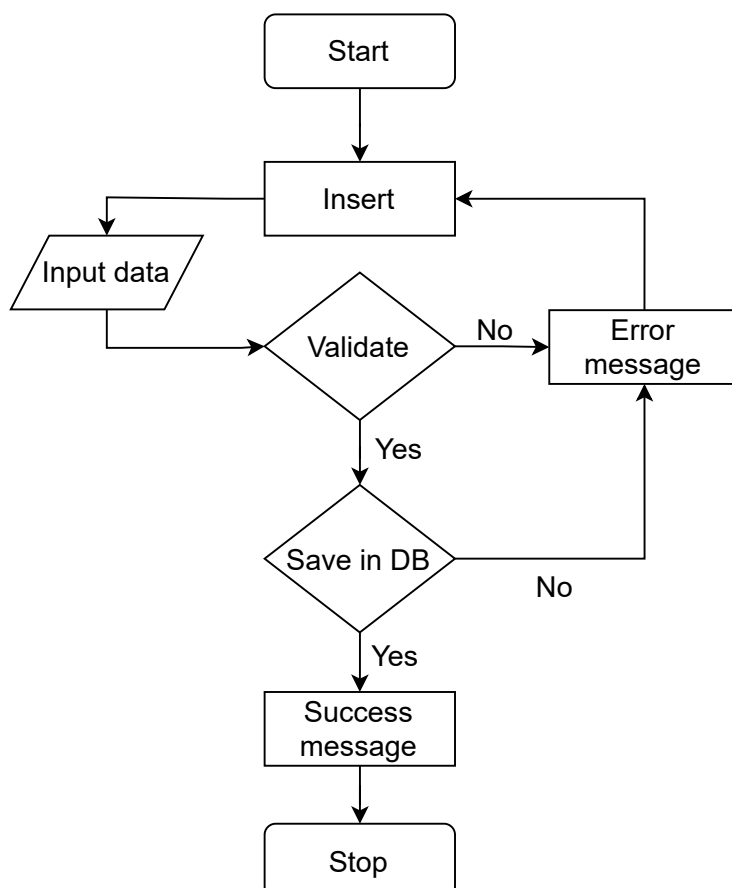 Start
Insert
Input data
Validate
No
Error
message
Yes
Save in DB
No
Yes
Success
message
Stop